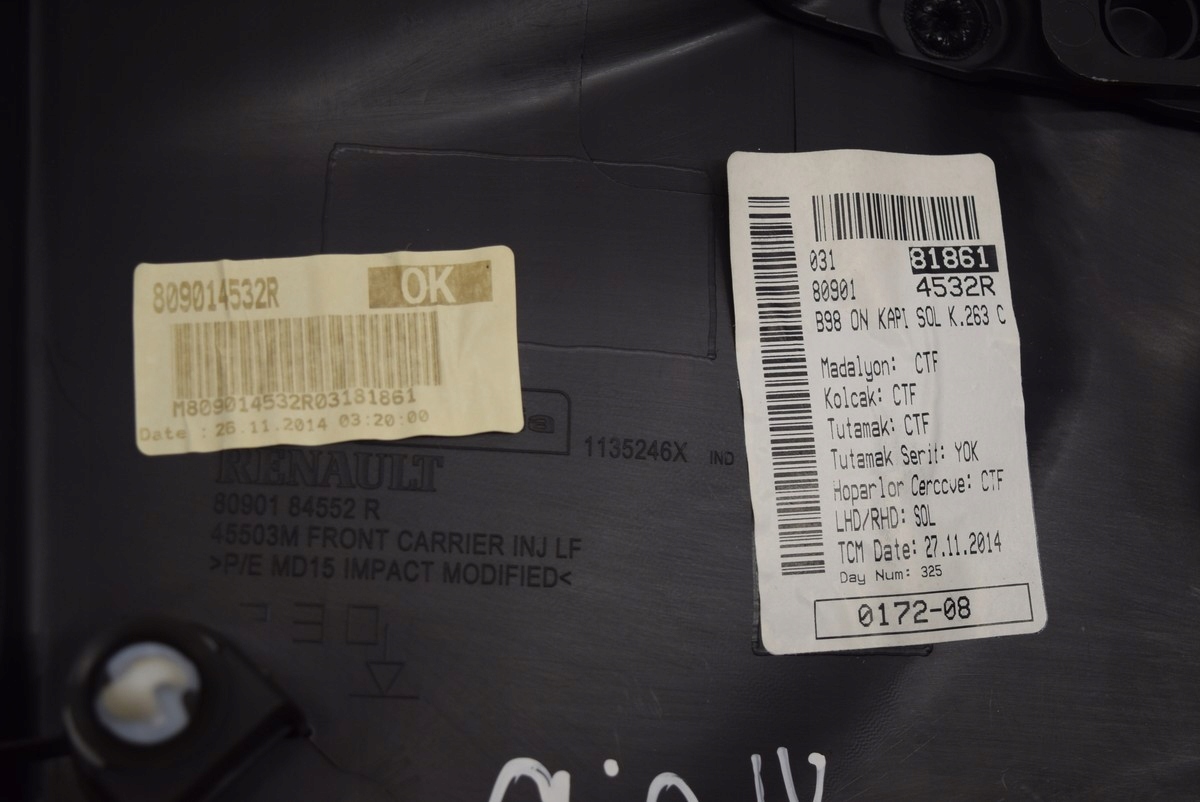 809014532R OK
M809014532R03181861
Date : 26.11.2014 03:20:00
1135246X IND
RENAULT
80901 84552 R
45503M FRONT CARRIER INJ LF
>P/E MD15 IMPACT MODIFIED<
031 81861
80901 4532R
B98 ON KAPI SOL K.263 C
Madalyon: CTF
Kolcak: CTF
Tutamak: CTF
Tutamak Serit: YOK
Hoparlor Cerccve: CTF
LHD/RHD: SOL
TCM Date: 27.11.2014
Day Num: 325
0172-08